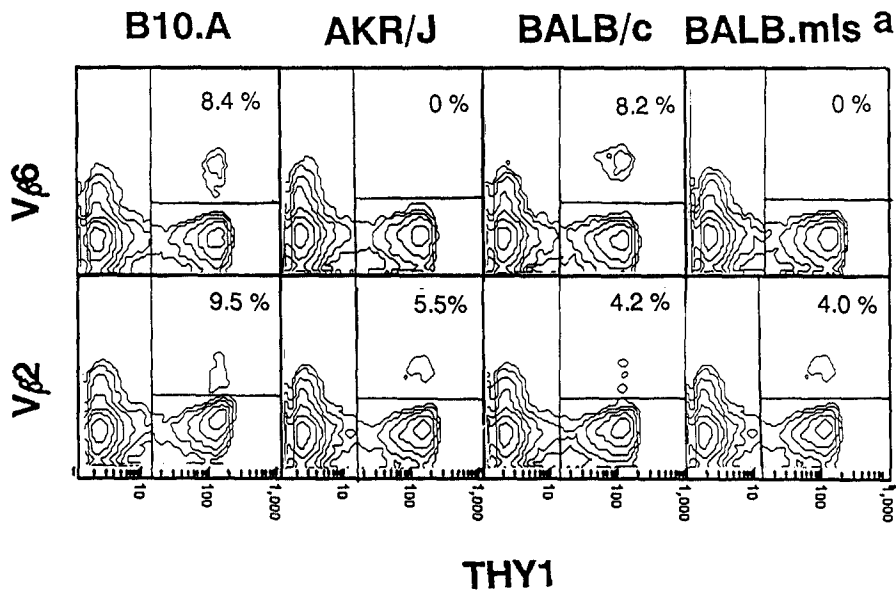 B10.A AKR/J BALB/c BALB.mls a
Vβ6
8.4 % 0 % 8.2 % 0 %
Vβ2
9.5 % 5.5% 4.2 % 4.0 %
10 100 1,000 10 100 1,000 10 100 1,000 10 100 1,000
THY1